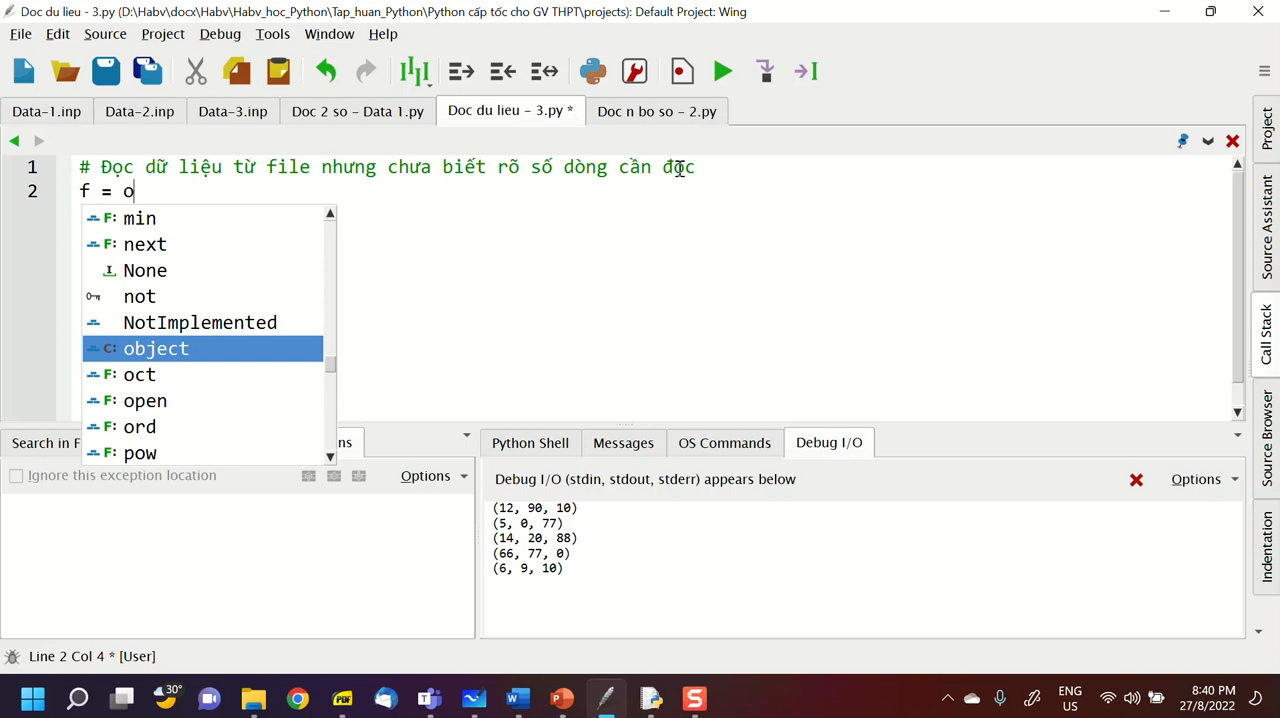 Doc du lieu - 3.py (D:\Habv\docx\Habv\Habv_hoc_Python\Tap_huan_Python\Python cấp tốc cho GV THPT\projects): Default Project: Wing
File Edit Source Project Debug Tools Window Help
Data-1.inp Data-2.inp Data-3.inp Doc 2 so - Data 1.py Doc du lieu - 3.py * Doc n bo so - 2.py
1 # Đọc dữ liệu từ file nhưng chưa biết rõ số dòng cần đọc
2 f = o
F: min
F: next
I None
not
NotImplemented
C: object
F: oct
F: open
F: ord
F: pow
Project
Source Assistant
Call Stack
Source Browser
Indentation
Search in F ns
Ignore this exception location Options
Python Shell Messages OS Commands Debug I/O
Debug I/O (stdin, stdout, stderr) appears below Options
(12, 90, 10)
(5, 0, 77)
(14, 20, 88)
(66, 77, 0)
(6, 9, 10)
Line 2 Col 4 * [User]
30°
PDF
W
P
S
ENG
US
8:40 PM
27/8/2022